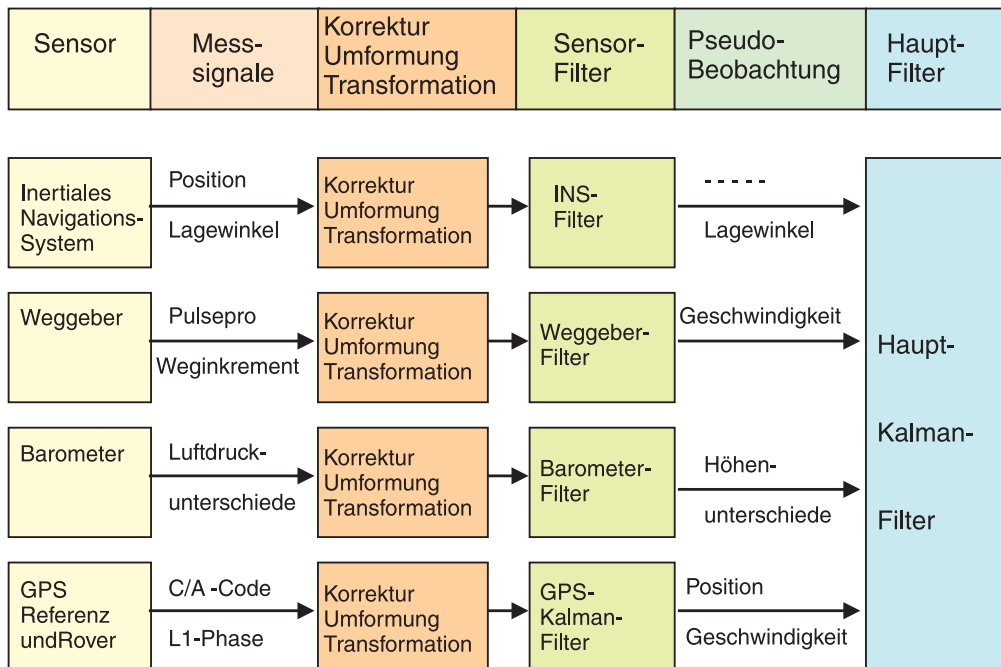 Sensor
Mess-
signale
Korrektur
Umformung
Transformation
Sensor-
Filter
Pseudo-
Beobachtung
Haupt-
Filter
Inertiales
Navigations-
System
Position
Lagewinkel
Korrektur
Umformung
Transformation
INS-
Filter
- - - - -
Lagewinkel
Weggeber
Pulsepro
Weginkrement
Korrektur
Umformung
Transformation
Weggeber-
Filter
Geschwindigkeit
Barometer
Luftdruck-
unterschiede
Korrektur
Umformung
Transformation
Barometer-
Filter
Höhen-
unterschiede
GPS
Referenz
undRover
C/A -Code
L1-Phase
Korrektur
Umformung
Transformation
GPS-
Kalman-
Filter
Position
Geschwindigkeit
Haupt-
Kalman-
Filter